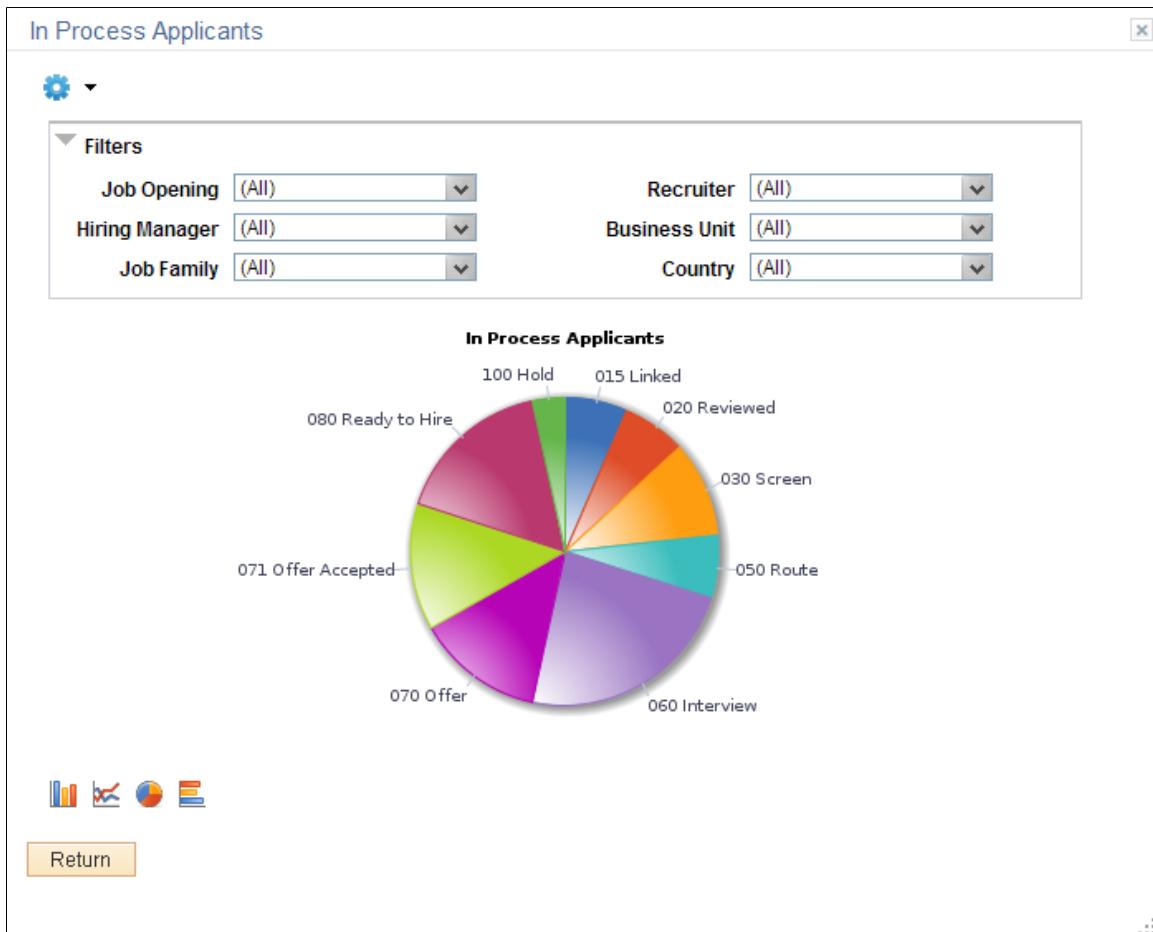 In Process Applicants
Filters
Job Opening (All) Recruiter (All)
Hiring Manager (All) Business Unit (All)
Job Family (All) Country (All)
In Process Applicants
100 Hold 015 Linked
020 Reviewed
080 Ready to Hire
030 Screen
071 Offer Accepted 050 Route
070 Offer
060 Interview
Return